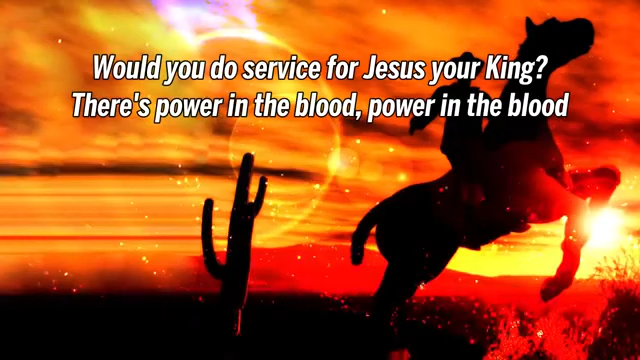 Would you do service for Jesus your King?
There's power in the blood, power in the blood